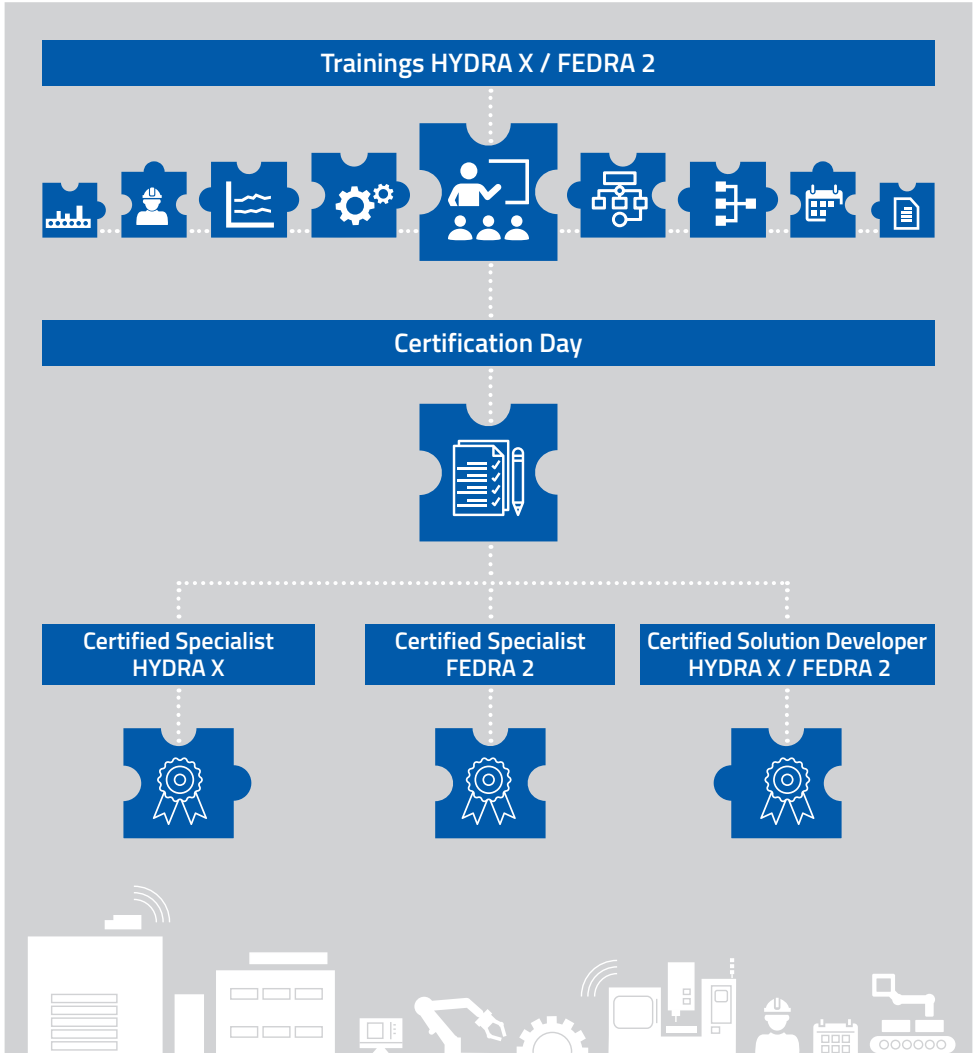 Trainings HYDRA X / FEDRA 2
Certification Day
Certified Specialist
HYDRA X
Certified Specialist
FEDRA 2
Certified Solution Developer
HYDRA X / FEDRA 2